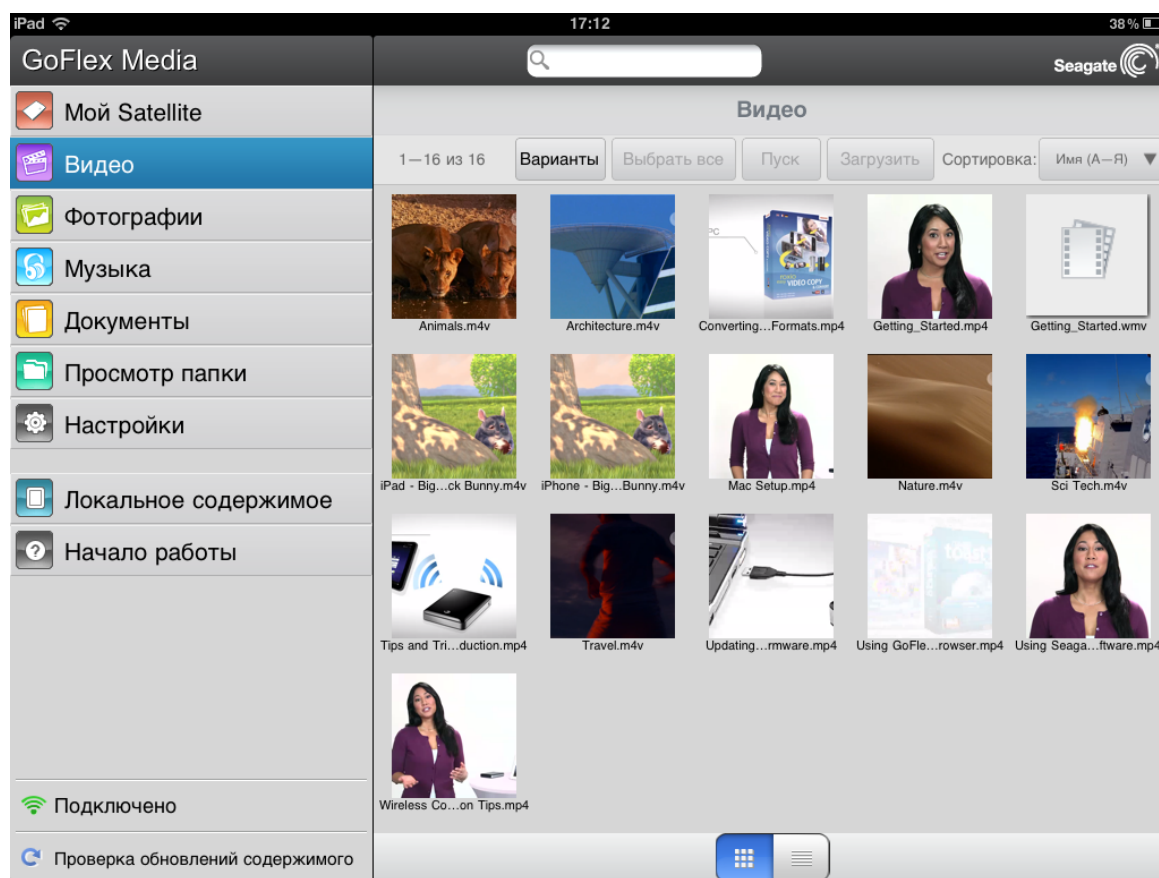 iPad 17:12 38%
GoFlex Media
Seagate
Мой Satellite
Видео
Фотографии
Музыка
Документы
Просмотр папки
Настройки
Локальное содержимое
Начало работы
Подключено
Проверка обновлений содержимого
Видео
1—16 из 16 Варианты Выбрать все Пуск Загрузить Сортировка: Имя (А—Я)
PC
VIDEO COPY
Animals.m4v Architecture.m4v Converting...Formats.mp4 Getting_Started.mp4 Getting_Started.wmv
iPad - Big...ck Bunny.m4v iPhone - Big...Bunny.m4v Mac Setup.mp4 Nature.m4v Sci Tech.m4v
toast
Tips and Tri...duction.mp4 Travel.m4v Updating...rmware.mp4 Using GoFle...rowser.mp4 Using Seaga...ftware.mp4
Wireless Co...on Tips.mp4